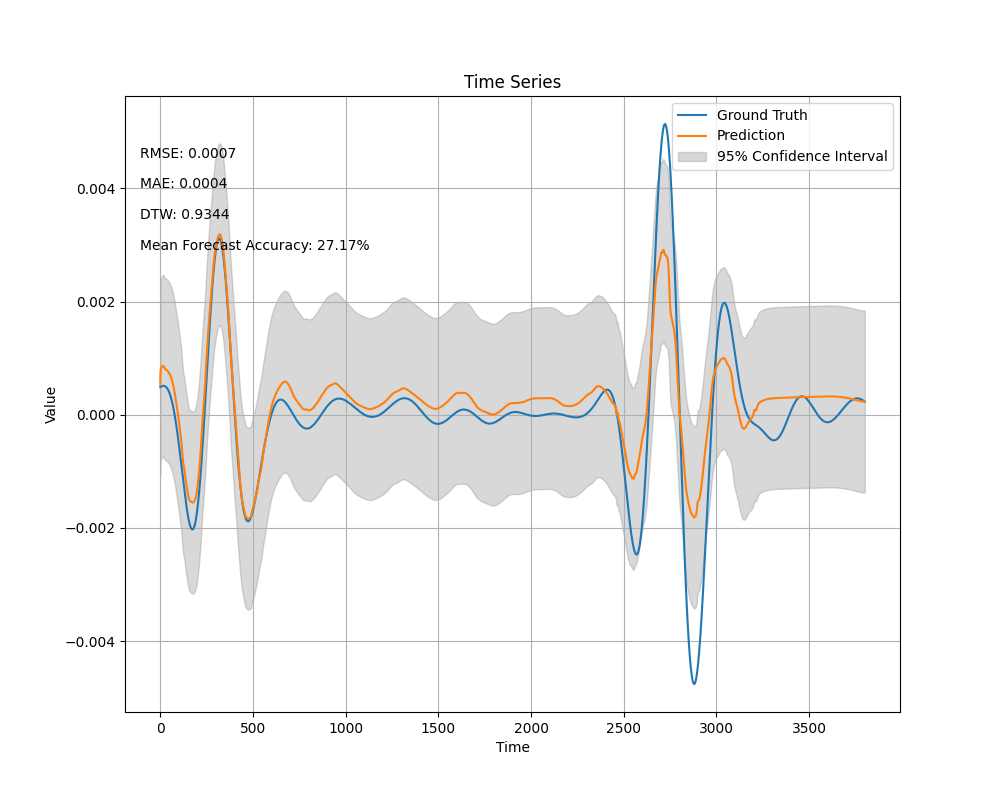 Time Series
Ground Truth
Prediction
95% Confidence Interval
RMSE: 0.0007
MAE: 0.0004
DTW: 0.9344
Mean Forecast Accuracy: 27.17%
Value
0.004
0.002
0.000
−0.002
−0.004
0 500 1000 1500 2000 2500 3000 3500
Time